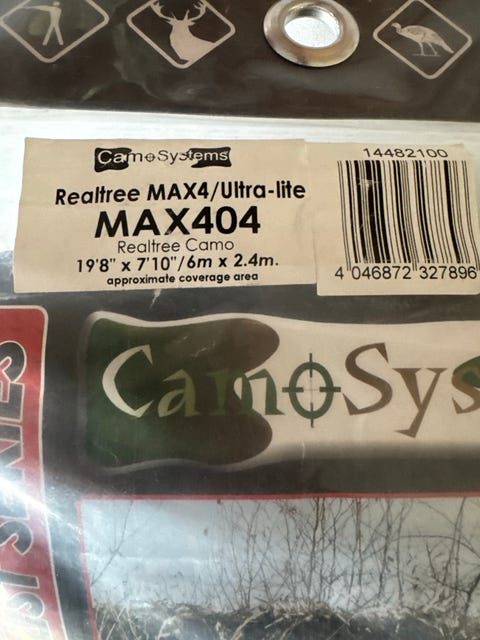 CamoSystems
Realtree MAX4/Ultra-lite
MAX404
Realtree Camo
19'8" x 7'10"/6m x 2.4m.
approximate coverage area
14482100
4 046872 327896
CamoSys